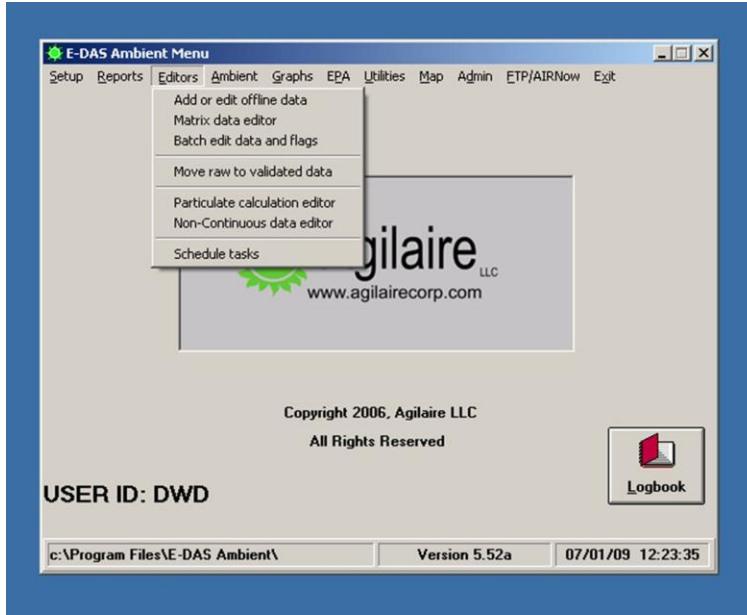 E-DAS Ambient Menu
Setup Reports Editors Ambient Graphs EPA Utilities Map Admin FTP/AIRNow Exit
Add or edit offline data
Matrix data editor
Batch edit data and flags
Move raw to validated data
Particulate calculation editor
Non-Continuous data editor
Schedule tasks
gilaire LLC
www.agilairecorp.com
Copyright 2006, Agilaire LLC
All Rights Reserved
Logbook
USER ID: DWD
c:\Program Files\E-DAS Ambient\ Version 5.52a 07/01/09 12:23:35